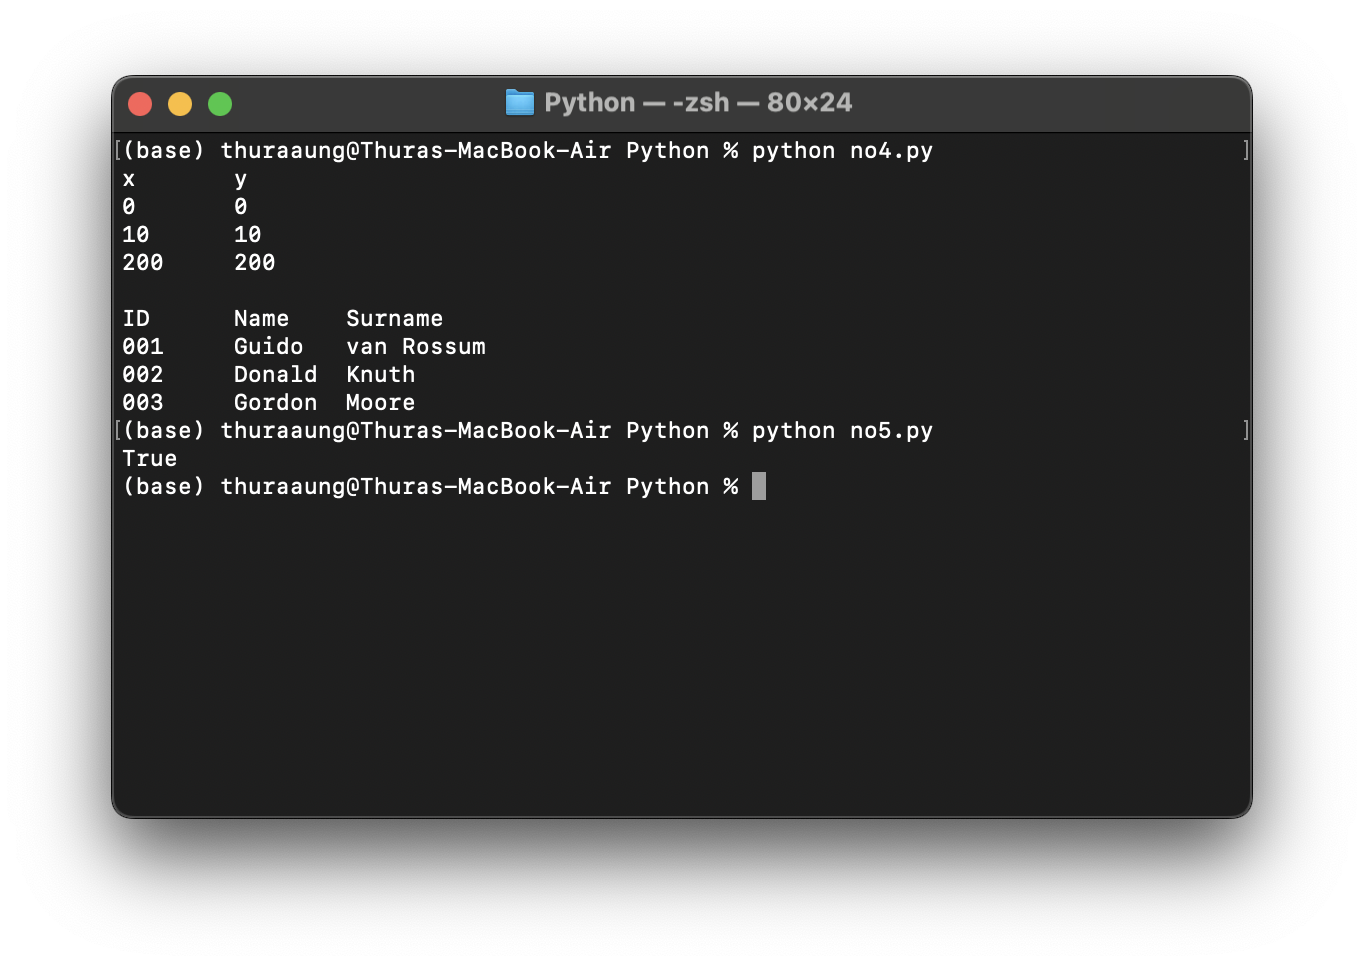 Python — -zsh — 80×24
[(base) thuraaung@Thuras-MacBook-Air Python % python no4.py ]
x       y
0       0
10      10
200     200

ID      Name    Surname
001     Guido   van Rossum
002     Donald  Knuth
003     Gordon  Moore
[(base) thuraaung@Thuras-MacBook-Air Python % python no5.py ]
True
(base) thuraaung@Thuras-MacBook-Air Python %